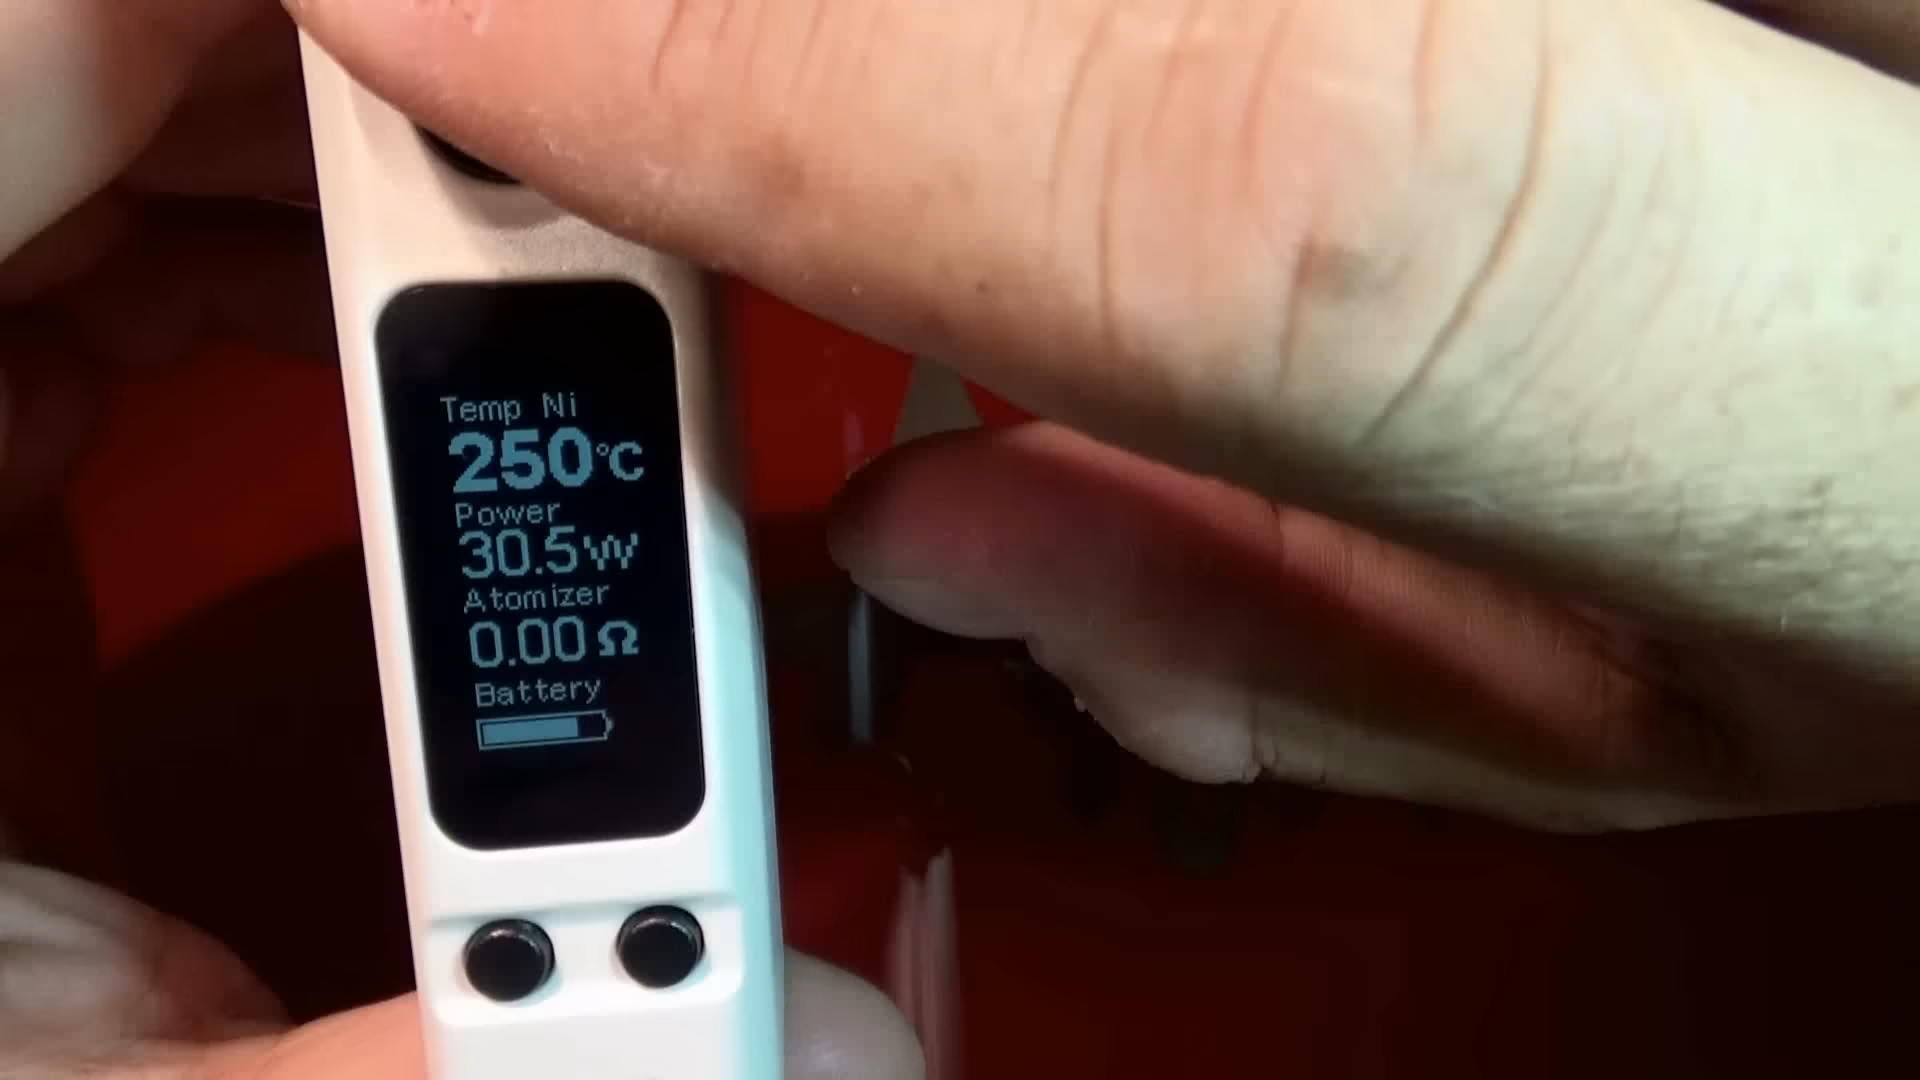 Temp Ni
250°C
Power
30.5W
Atomizer
0.00Ω
Battery